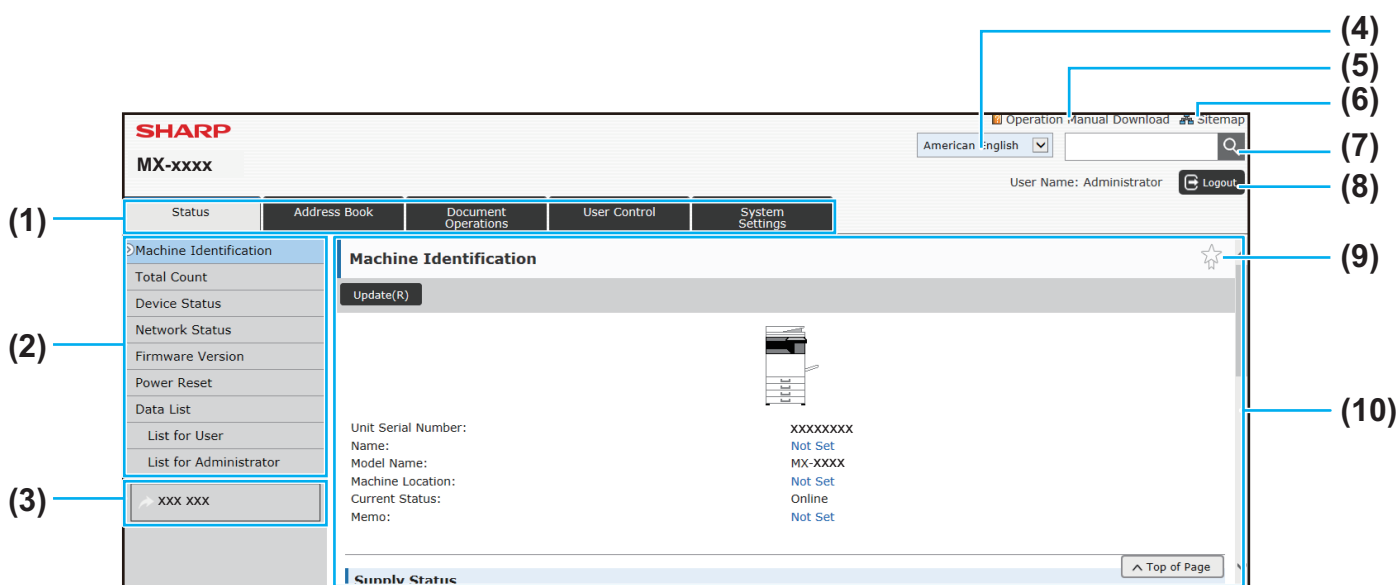 (4)
(5)
(6)
SHARP
Operation Manual Download Sitemap
American English
(7)
MX-xxxx
User Name: Administrator Logout
(8)
(1)
Status Address Book Document Operations User Control System Settings
Machine Identification
Total Count
Device Status
Network Status
Firmware Version
Power Reset
Data List
List for User
List for Administrator
(2)
(3)
XXX XXX
Machine Identification
(9)
Update(R)
Unit Serial Number: XXXXXXXX
Name: Not Set
Model Name: MX-XXXX
Machine Location: Not Set
Current Status: Online
Memo: Not Set
(10)
Top of Page
Supply Status